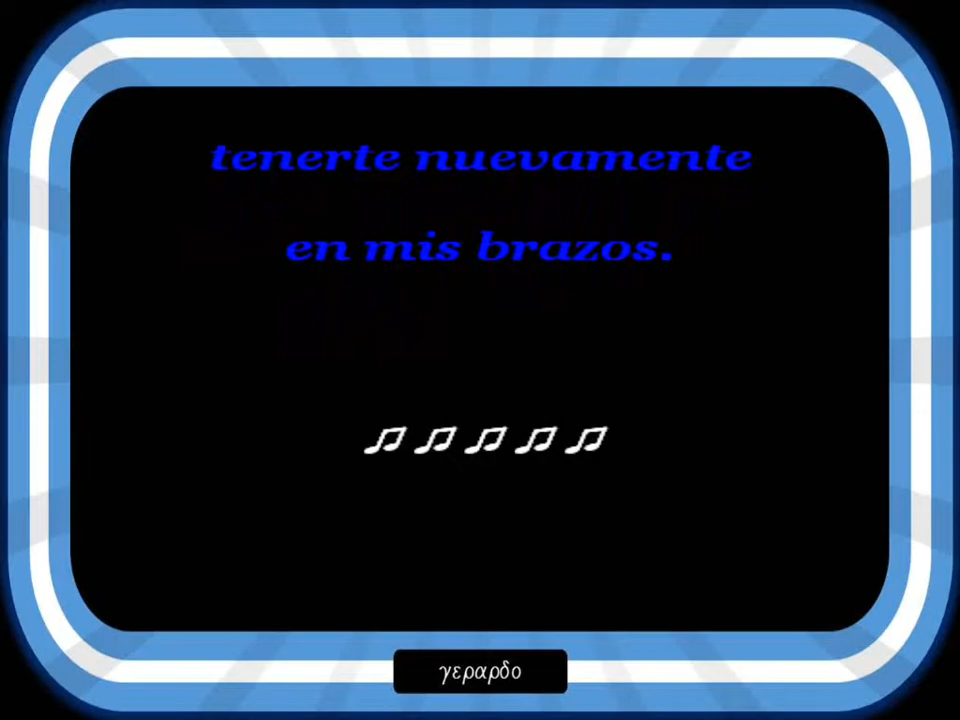 tenerte nuevamente
en mis brazos.
♫ ♫ ♫ ♫ ♫
γεραρδο